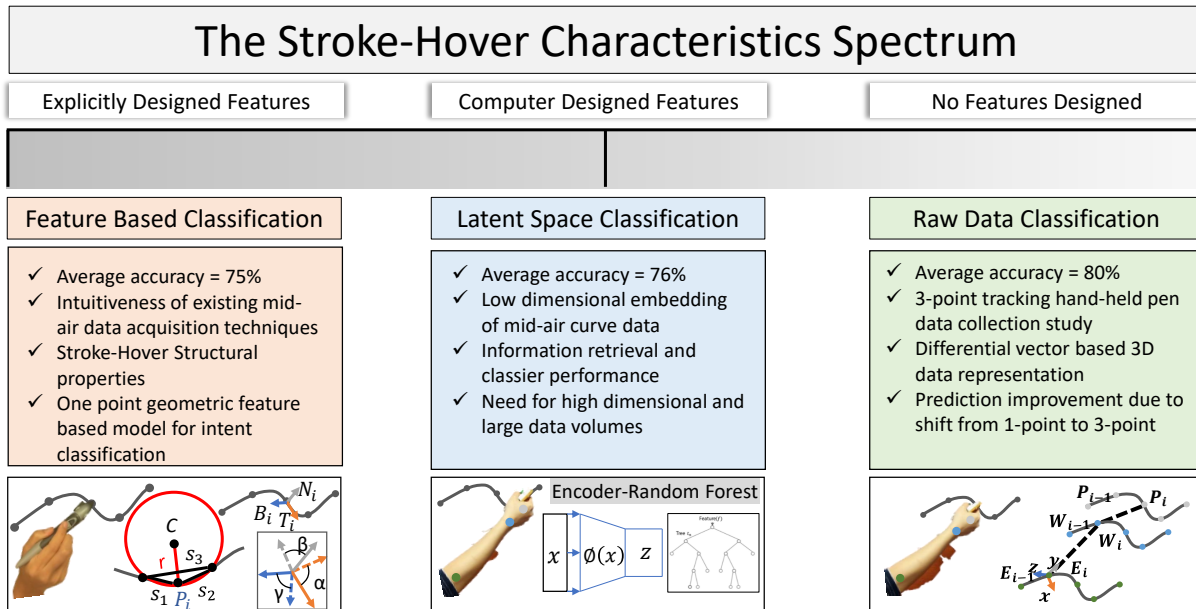 The Stroke-Hover Characteristics Spectrum
Explicitly Designed Features
Computer Designed Features
No Features Designed
Feature Based Classification
✓ Average accuracy = 75%
✓ Intuitiveness of existing mid-
air data acquisition techniques
✓ Stroke-Hover Structural
properties
✓ One point geometric feature
based model for intent
classification
Latent Space Classification
✓ Average accuracy = 76%
✓ Low dimensional embedding
of mid-air curve data
✓ Information retrieval and
classier performance
✓ Need for high dimensional and
large data volumes
Raw Data Classification
✓ Average accuracy = 80%
✓ 3-point tracking hand-held pen
data collection study
✓ Differential vector based 3D
data representation
✓ Prediction improvement due to
shift from 1-point to 3-point
C
r
s₃
s₁
s₂
Pᵢ
Nᵢ
Bᵢ
Tᵢ
β
α
γ
Encoder-Random Forest
x
∅(x)
z
Feature(f)
Pᵢ₋₁
Pᵢ
Wᵢ₋₁
Wᵢ
y
Eᵢ₋₁
z
Eᵢ
x